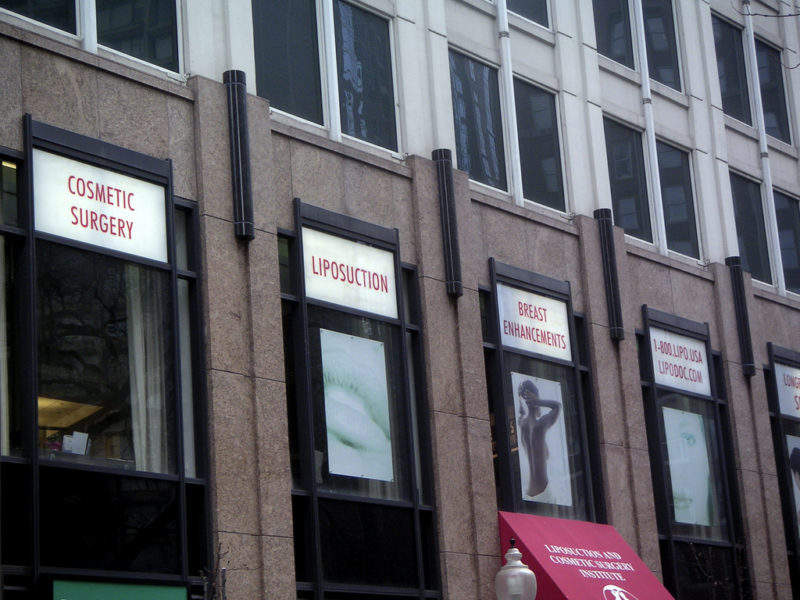 COSMETIC
SURGERY
LIPOSUCTION
BREAST
ENHANCEMENTS
1-800.LIPO.USA
LIPODOC.COM
LIPOSUCTION AND
COSMETIC SURGERY
INSTITUTE